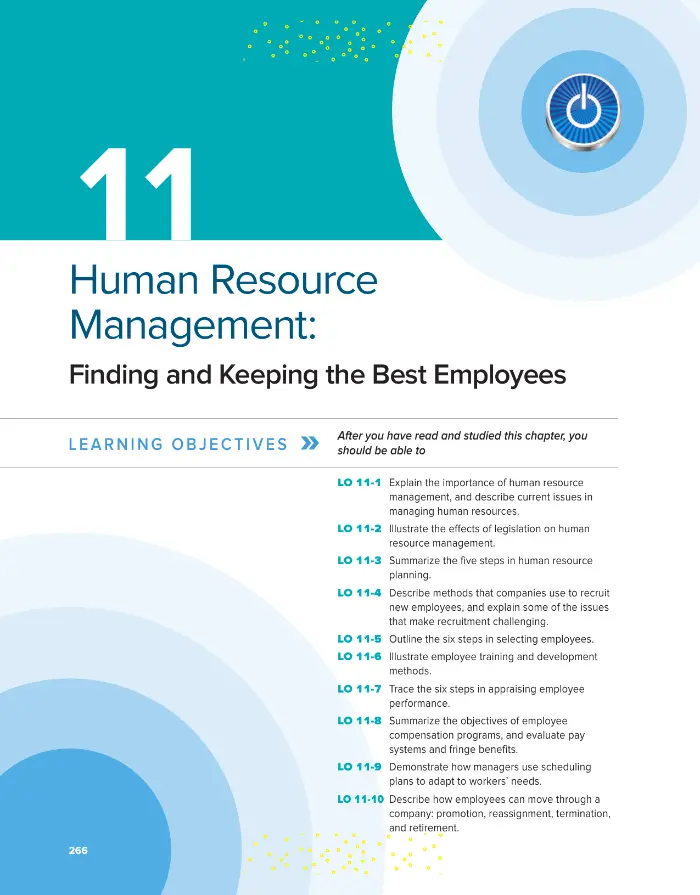 11
Human Resource
Management:
Finding and Keeping the Best Employees
LEARNING OBJECTIVES »
After you have read and studied this chapter, you
should be able to
LO 11-1 Explain the importance of human resource
management, and describe current issues in
managing human resources.
LO 11-2 Illustrate the effects of legislation on human
resource management.
LO 11-3 Summarize the five steps in human resource
planning.
LO 11-4 Describe methods that companies use to recruit
new employees, and explain some of the issues
that make recruitment challenging.
LO 11-5 Outline the six steps in selecting employees.
LO 11-6 Illustrate employee training and development
methods.
LO 11-7 Trace the six steps in appraising employee
performance.
LO 11-8 Summarize the objectives of employee
compensation programs, and evaluate pay
systems and fringe benefits.
LO 11-9 Demonstrate how managers use scheduling
plans to adapt to workers’ needs.
LO 11-10 Describe how employees can move through a
company: promotion, reassignment, termination,
and retirement.
266